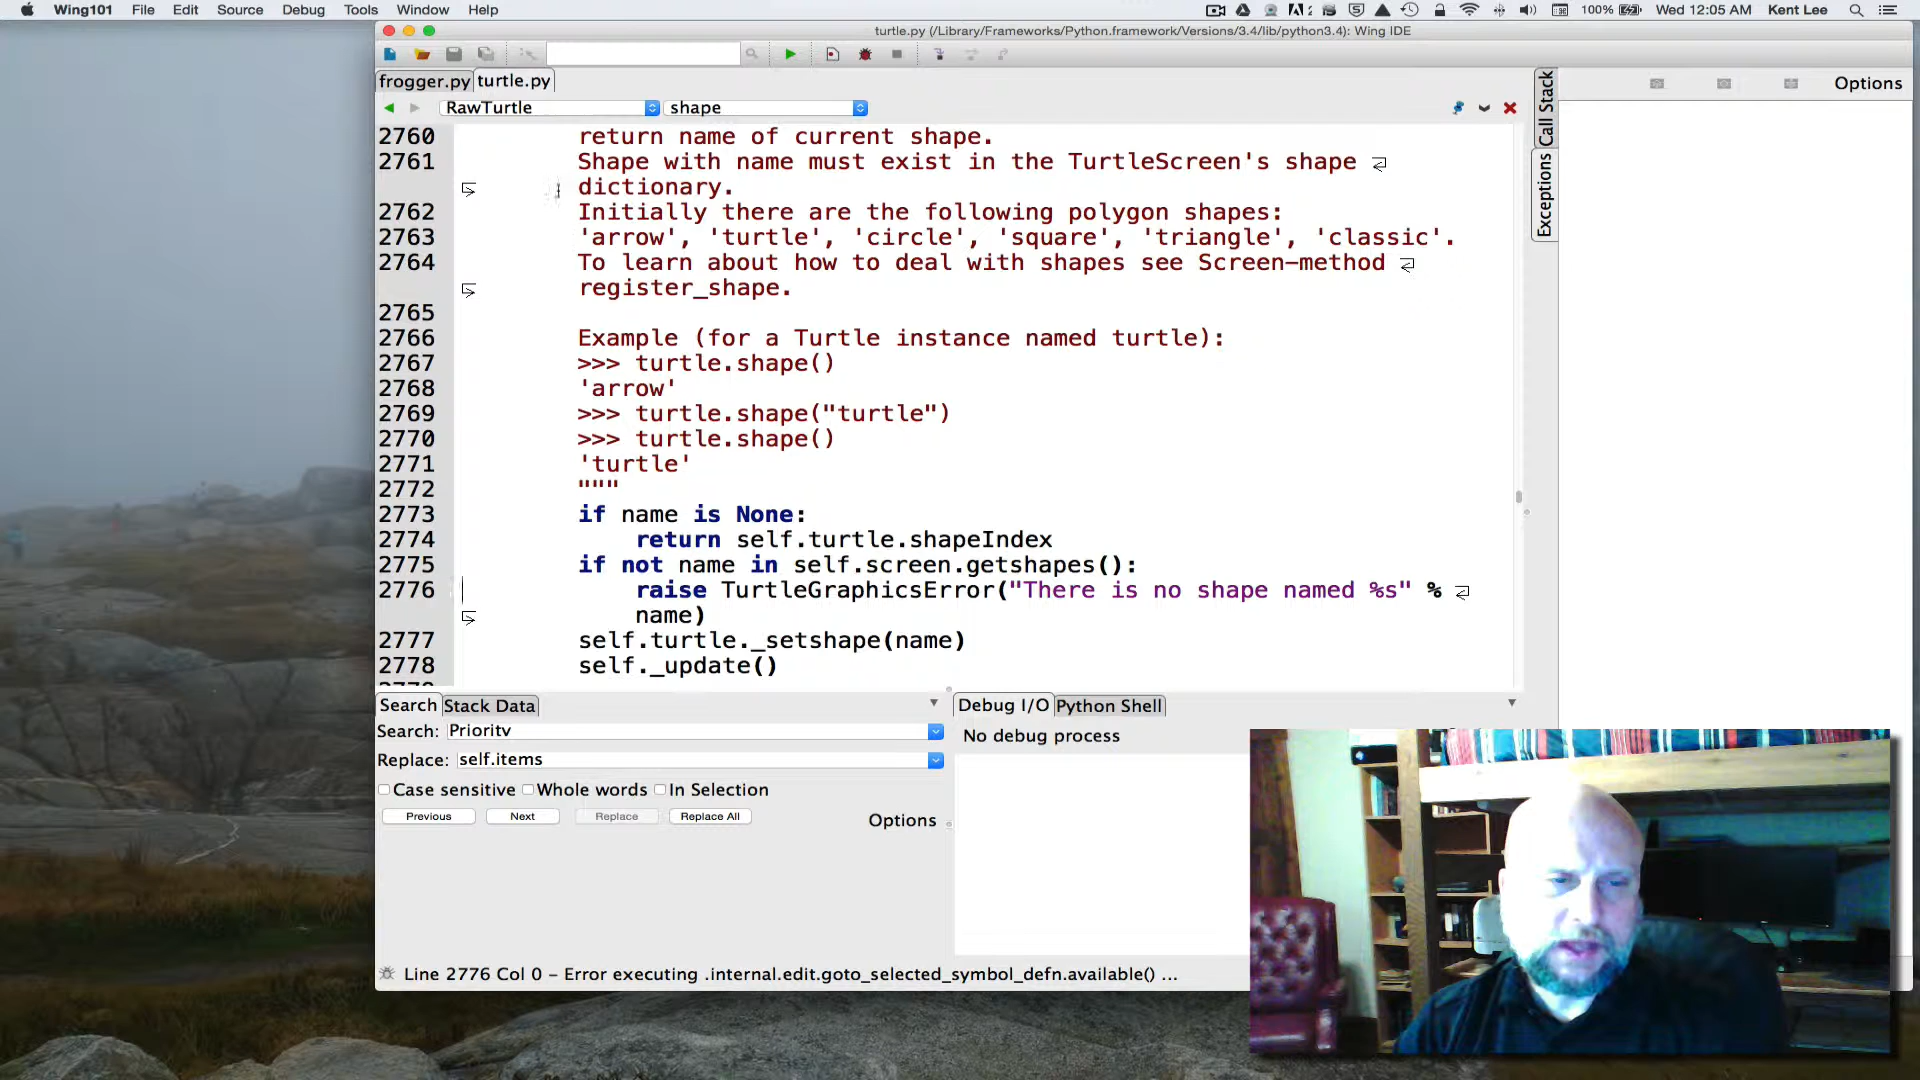 Wing101 File Edit Source Debug Tools Window Help 100% Wed 12:05 AM Kent Lee
turtle.py (/Library/Frameworks/Python.framework/Versions/3.4/lib/python3.4): Wing IDE
frogger.py turtle.py
RawTurtle shape
Options
Call Stack
Exceptions
2760 return name of current shape.
2761 Shape with name must exist in the TurtleScreen's shape
dictionary.
2762 Initially there are the following polygon shapes:
2763 'arrow', 'turtle', 'circle', 'square', 'triangle', 'classic'.
2764 To learn about how to deal with shapes see Screen-method
register_shape.
2765
2766 Example (for a Turtle instance named turtle):
2767 >>> turtle.shape()
2768 'arrow'
2769 >>> turtle.shape("turtle")
2770 >>> turtle.shape()
2771 'turtle'
2772 """
2773 if name is None:
2774 return self.turtle.shapeIndex
2775 if not name in self.screen.getshapes():
2776 raise TurtleGraphicsError("There is no shape named %s" %
name)
2777 self.turtle._setshape(name)
2778 self._update()
Search Stack Data
Search: Priority
Replace: self.items
Case sensitive Whole words In Selection
Previous Next Replace Replace All
Options
Debug I/O Python Shell
No debug process
Line 2776 Col 0 - Error executing .internal.edit.goto_selected_symbol_defn.available() ...